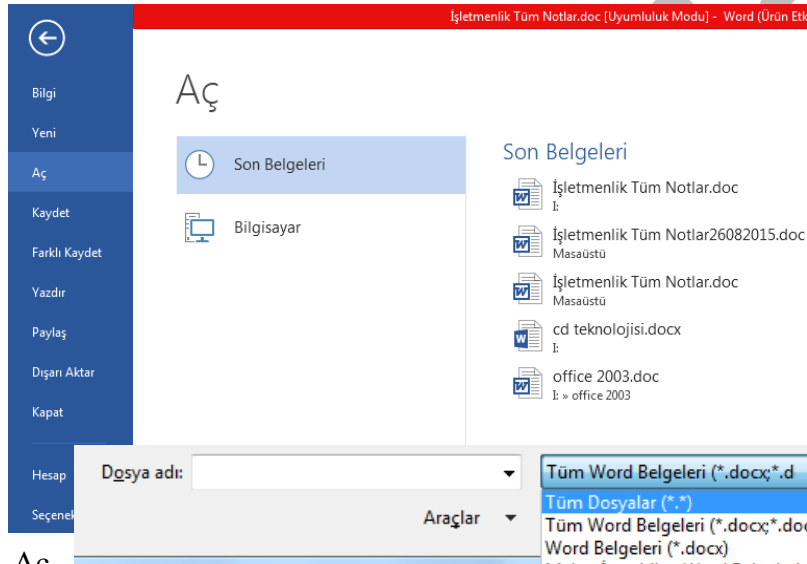 İşletmenlik Tüm Notlar.doc [Uyumluluk Modu] - Word (Ürün Etk
Bilgi
Yeni
Aç
Kaydet
Farklı Kaydet
Yazdır
Paylaş
Dışarı Aktar
Kapat
Hesap
Seçenek
Aç
Son Belgeleri
Bilgisayar
Son Belgeleri
İşletmenlik Tüm Notlar.doc
I:
İşletmenlik Tüm Notlar26082015.doc
Masaüstü
İşletmenlik Tüm Notlar.doc
Masaüstü
cd teknolojisi.docx
I:
office 2003.doc
I: » office 2003
Dosya adı:
Tüm Word Belgeleri (*.docx;*.d
Araçlar
Tüm Dosyalar (*.*)
Tüm Word Belgeleri (*.docx;*.doc
Word Belgeleri (*.docx)
Aç